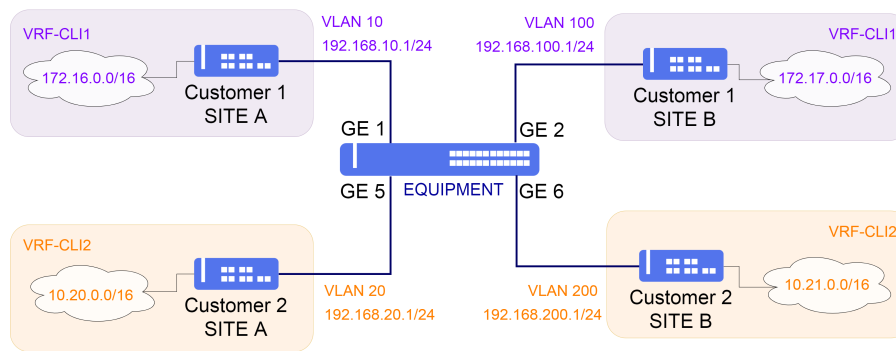 VRF-CLI1
172.16.0.0/16
Customer 1
SITE A
VLAN 10
192.168.10.1/24
VLAN 100
192.168.100.1/24
VRF-CLI1
172.17.0.0/16
Customer 1
SITE B
GE 1
GE 2
GE 5
EQUIPMENT
GE 6
VRF-CLI2
10.20.0.0/16
Customer 2
SITE A
VLAN 20
192.168.20.1/24
VLAN 200
192.168.200.1/24
VRF-CLI2
10.21.0.0/16
Customer 2
SITE B